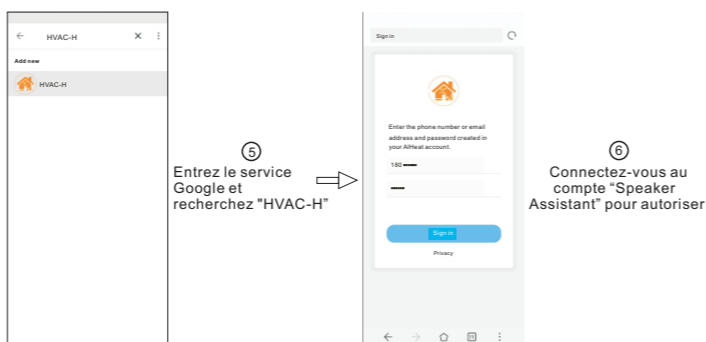 HVAC-H
Add new
HVAC-H
⑤
Entrez le service
Google et
recherchez "HVAC-H"
Sign in
Enter the phone number or email
address and password created in
your AIHeat account.
180
Sign in
Privacy
⑥
Connectez-vous au
compte “Speaker
Assistant” pour autoriser